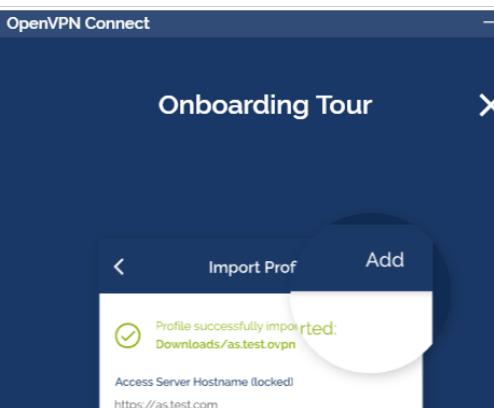 OpenVPN Connect
Onboarding Tour
Import Prof Add
Profile successfully imported:
Downloads/as.test.ovpn
Access Server Hostname (locked)
https://as.test.com